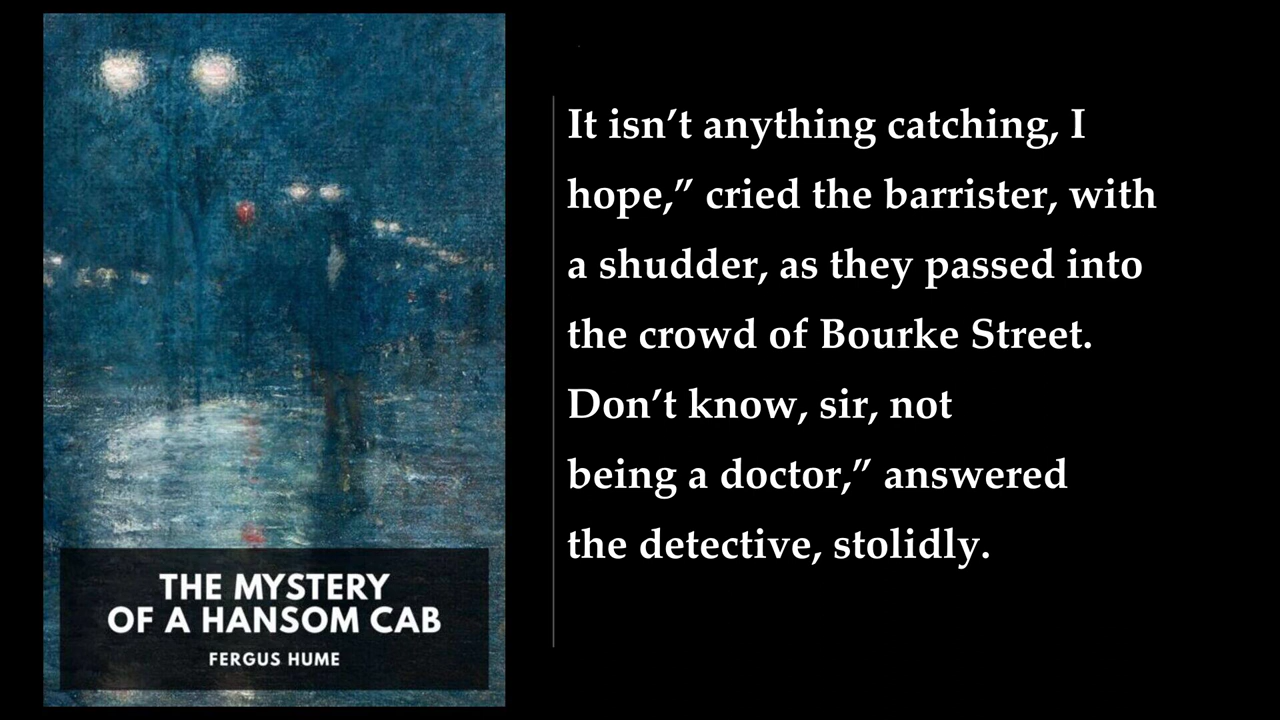 THE MYSTERY
OF A HANSOM CAB
FERGUS HUME
It isn’t anything catching, I
hope,” cried the barrister, with
a shudder, as they passed into
the crowd of Bourke Street.
Don’t know, sir, not
being a doctor,” answered
the detective, stolidly.